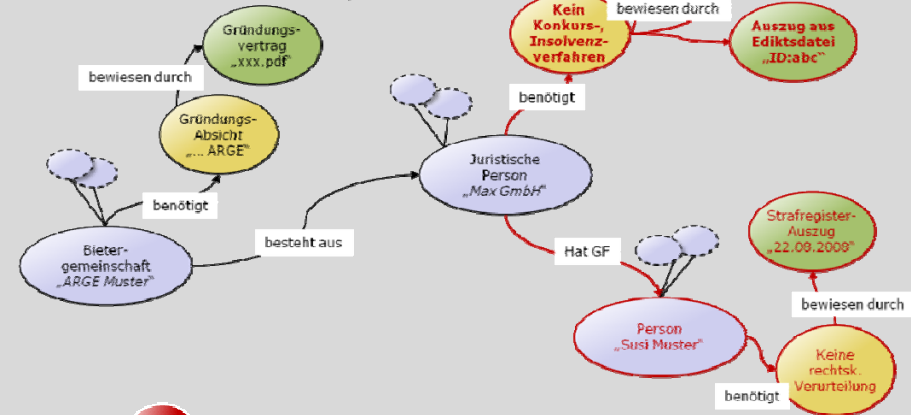 Gründungs-
vertrag
„xxx.pdf“
bewiesen durch
Gründungs-
Absicht
„... ARGE“
benötigt
Bieter-
gemeinschaft
„ARGE Muster“
besteht aus
Kein
Konkurs-,
Insolvenz-
verfahren
bewiesen durch
Auszug aus
Ediktsdatei
„ID:abc“
benötigt
Juristische
Person
„Max GmbH“
Hat GF
Person
„Susi Muster“
Strafregister-
Auszug
„22.08.2008“
bewiesen durch
Keine
rechtsk.
Verurteilung
benötigt